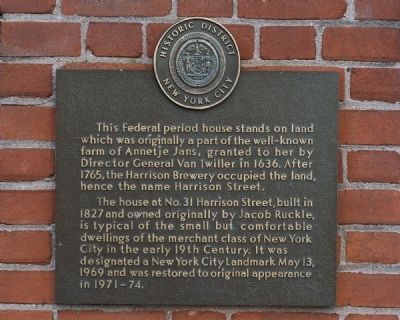 HISTORIC DISTRICT
NEW YORK CITY
This Federal period house stands on land
which was originally a part of the well-known
farm of Annetje Jans, granted to her by
Director General Van Twiller in 1636. After
1765, the Harrison Brewery occupied the land,
hence the name Harrison Street.
The house at No. 31 Harrison Street, built in
1827 and owned originally by Jacob Ruckle,
is typical of the small but comfortable
dwellings of the merchant class of New York
City in the early 19th Century. It was
designated a New York City Landmark May 13,
1969 and was restored to original appearance
in 1971-74.